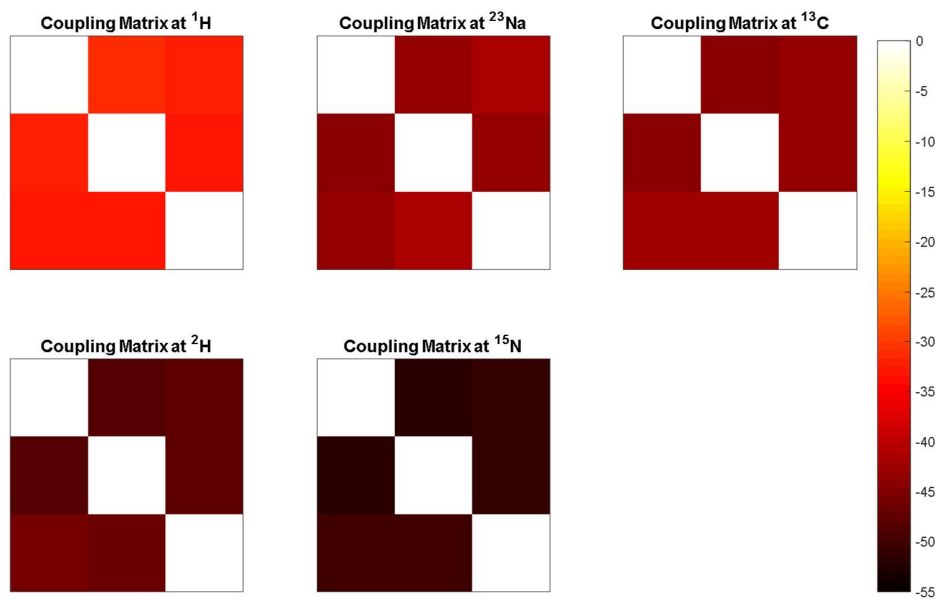 Coupling Matrix at ¹H
Coupling Matrix at ²³Na
Coupling Matrix at ¹³C
0
-5
-10
-15
-20
-25
-30
-35
-40
-45
-50
-55
Coupling Matrix at ²H
Coupling Matrix at ¹⁵N